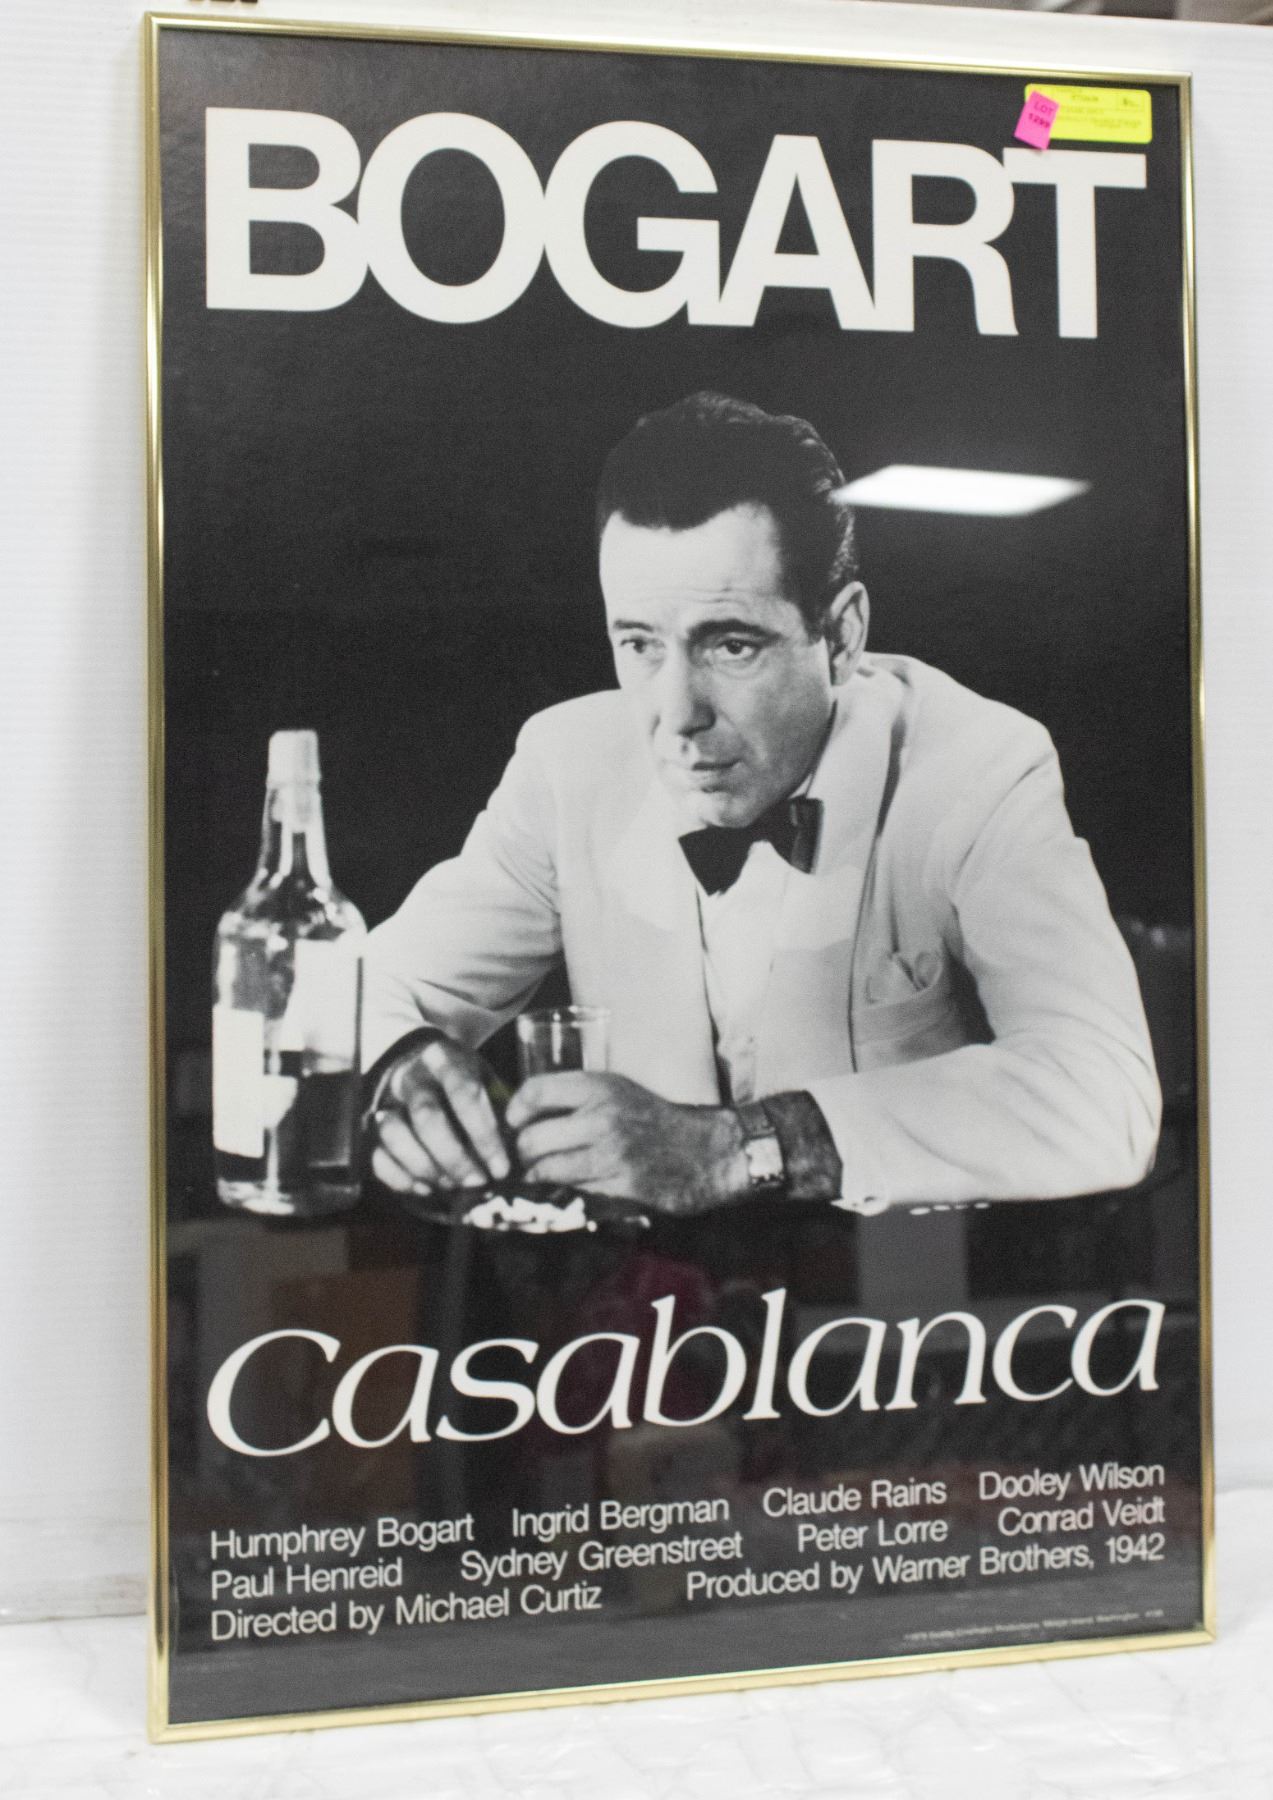 LOT
BOGART
Casablanca
Humphrey Bogart Ingrid Bergman Claude Rains Dooley Wilson
Paul Henreid Sydney Greenstreet Peter Lorre Conrad Veidt
Directed by Michael Curtiz Produced by Warner Brothers, 1942